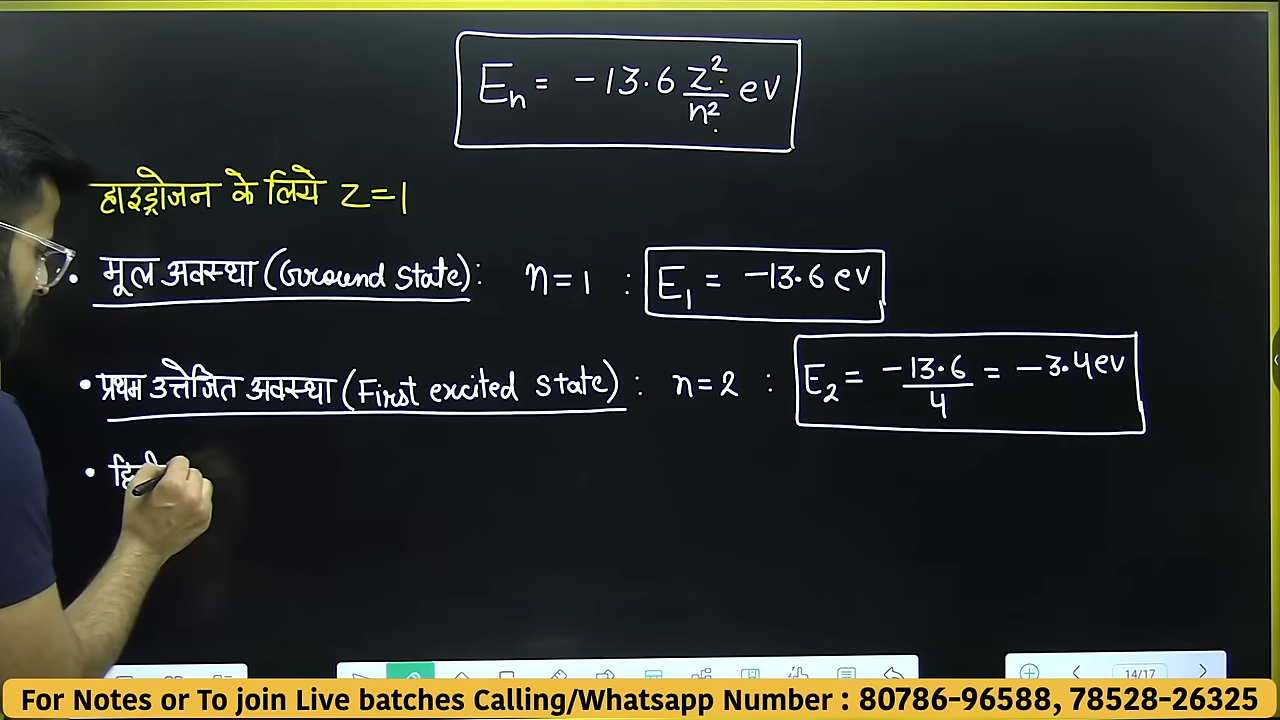 Eₙ = -13.6 z²/n² ev
हाइड्रोजन के लिये z=1
• मूल अवस्था (Ground State): n=1 : E₁ = -13.6 ev
• प्रथम उत्तेजित अवस्था (First excited State) : n=2 : E₂ = -13.6/4 = -3.4ev
•
14/17
For Notes or To join Live batches Calling/Whatsapp Number : 80786-96588, 78528-26325